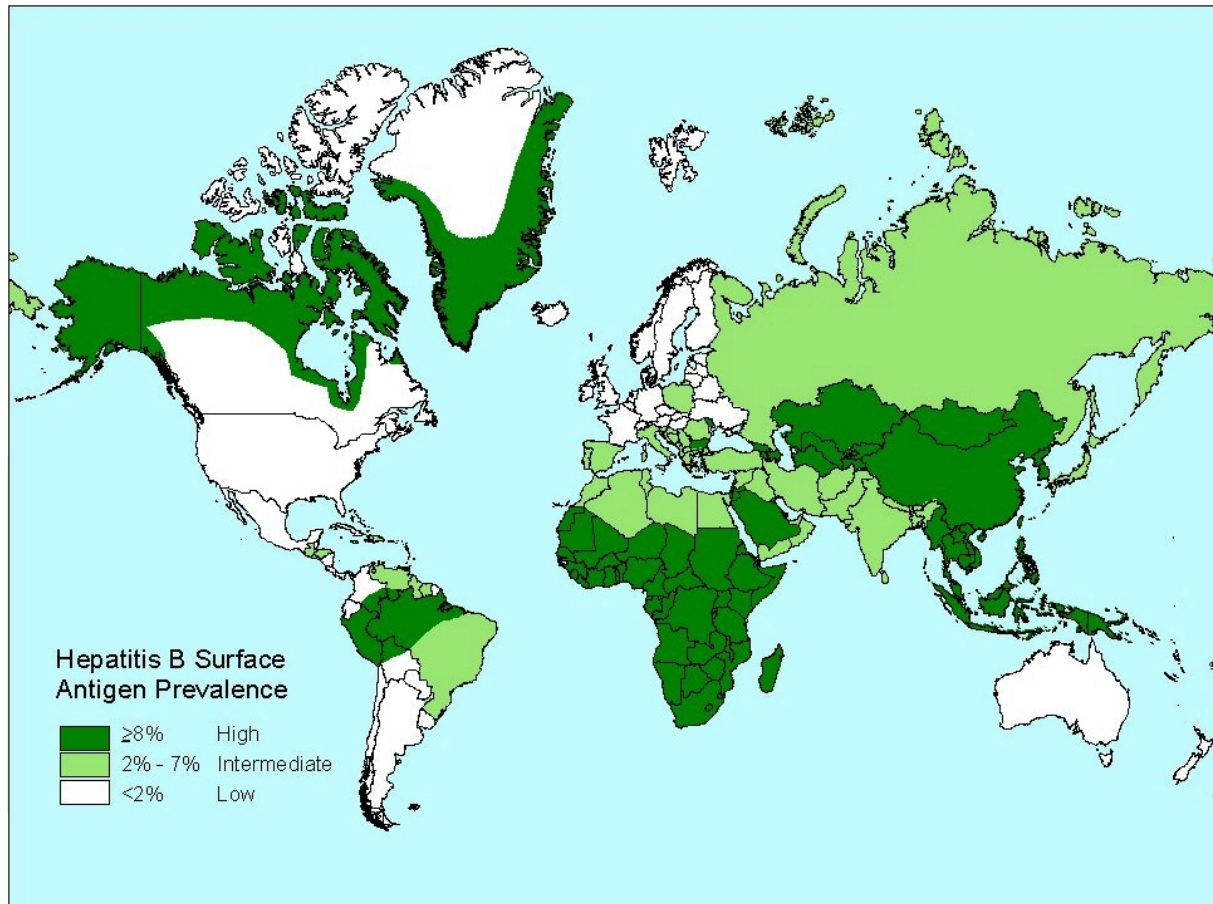 Hepatitis B Surface
Antigen Prevalence
≥8% High
2% - 7% Intermediate
<2% Low